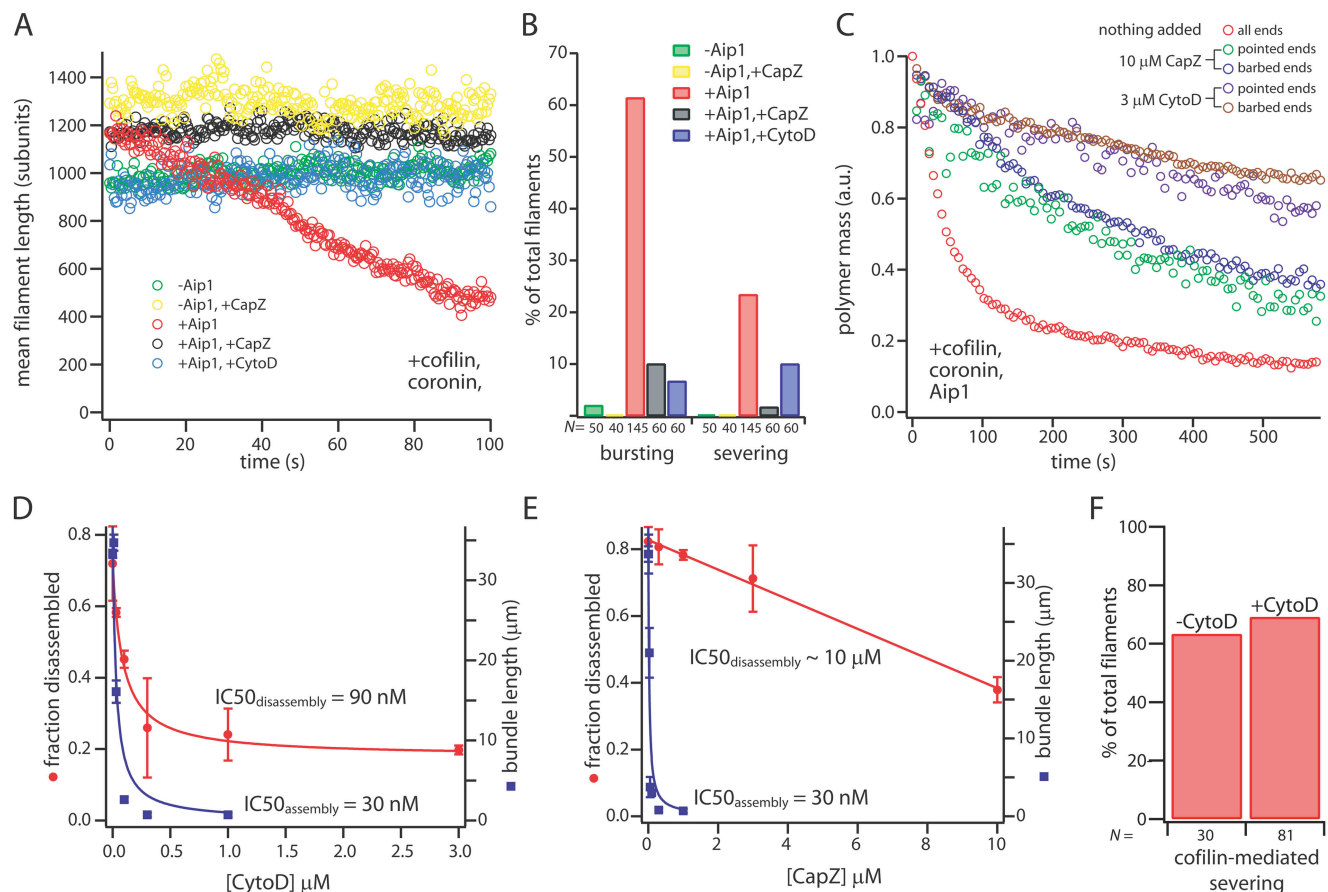 A
mean filament length (subunits)
1400
1200
1000
800
600
400
200
0
-Aip1
-Aip1, +CapZ
+Aip1
+Aip1, +CapZ
+Aip1, +CytoD
+cofilin,
coronin,
0 20 40 60 80 100
time (s)
B
% of total filaments
70
60
50
40
30
20
10
-Aip1
-Aip1,+CapZ
+Aip1
+Aip1,+CapZ
+Aip1,+CytoD
N= 50 40 145 60 60 50 40 145 60 60
bursting severing
C
polymer mass (a.u.)
1.0
0.8
0.6
0.4
0.2
0.0
nothing added all ends
10 μM CapZ pointed ends
barbed ends
3 μM CytoD pointed ends
barbed ends
+cofilin,
coronin,
Aip1
0 100 200 300 400 500
time (s)
D
fraction disassembled
0.8
0.6
0.4
0.2
0.0
IC50disassembly = 90 nM
IC50assembly = 30 nM
30
20
10
0
bundle length (μm)
0.0 0.5 1.0 1.5 2.0 2.5 3.0
[CytoD] μM
E
fraction disassembled
0.8
0.6
0.4
0.2
0.0
IC50disassembly ~ 10 μM
IC50assembly = 30 nM
30
20
10
0
bundle length (μm)
0 2 4 6 8 10
[CapZ] μM
F
% of total filaments
100
80
60
40
20
0
-CytoD
+CytoD
N = 30 81
cofilin-mediated
severing